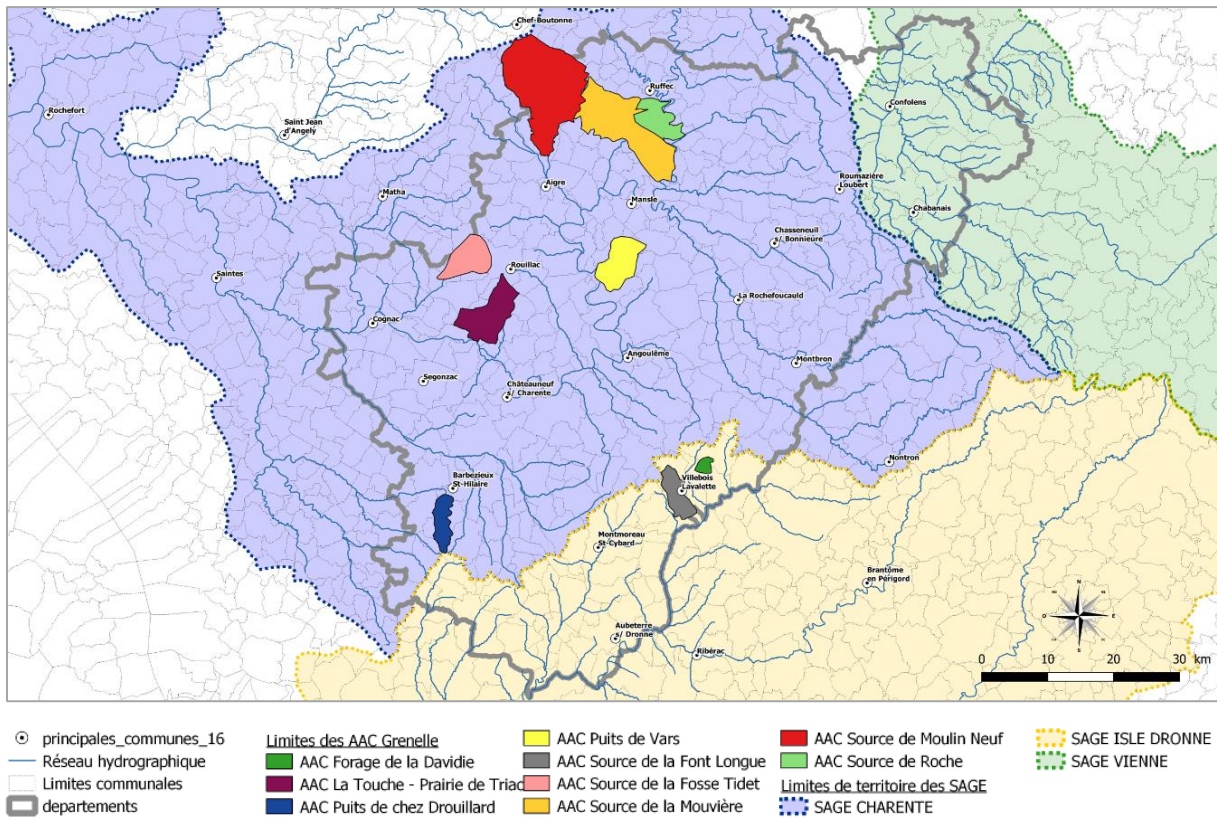 Chef-Boutonne
Ruffec
Rochefort
Confolens
Saint Jean
d'Angely
Roumazière
Loubert
Aigre
Matha
Mansle
Chabanais
Chasseneuil
s/ Bonnieure
Rouillac
Saintes
La Rochefoucauld
Cognac
Angoulême
Montbron
Segonzac
Châteauneuf
s/ Charente
Nontron
Barbezieux
St-Hilaire
Villebois
Lavalette
Montmoreau
St-Cybard
Brantôme
en Périgord
N
O
E
S
Aubeterre
s/ Dronne
Ribérac
0 10 20 30 km
principales_communes_16
Réseau hydrographique
Limites communales
departements
Limites des AAC Grenelle
AAC Forage de la Davidie
AAC La Touche - Prairie de Triac
AAC Puits de chez Drouillard
AAC Puits de Vars
AAC Source de la Font Longue
AAC Source de la Fosse Tidet
AAC Source de la Mouvière
AAC Source de Moulin Neuf
AAC Source de Roche
Limites de territoire des SAGE
SAGE CHARENTE
SAGE ISLE DRONNE
SAGE VIENNE